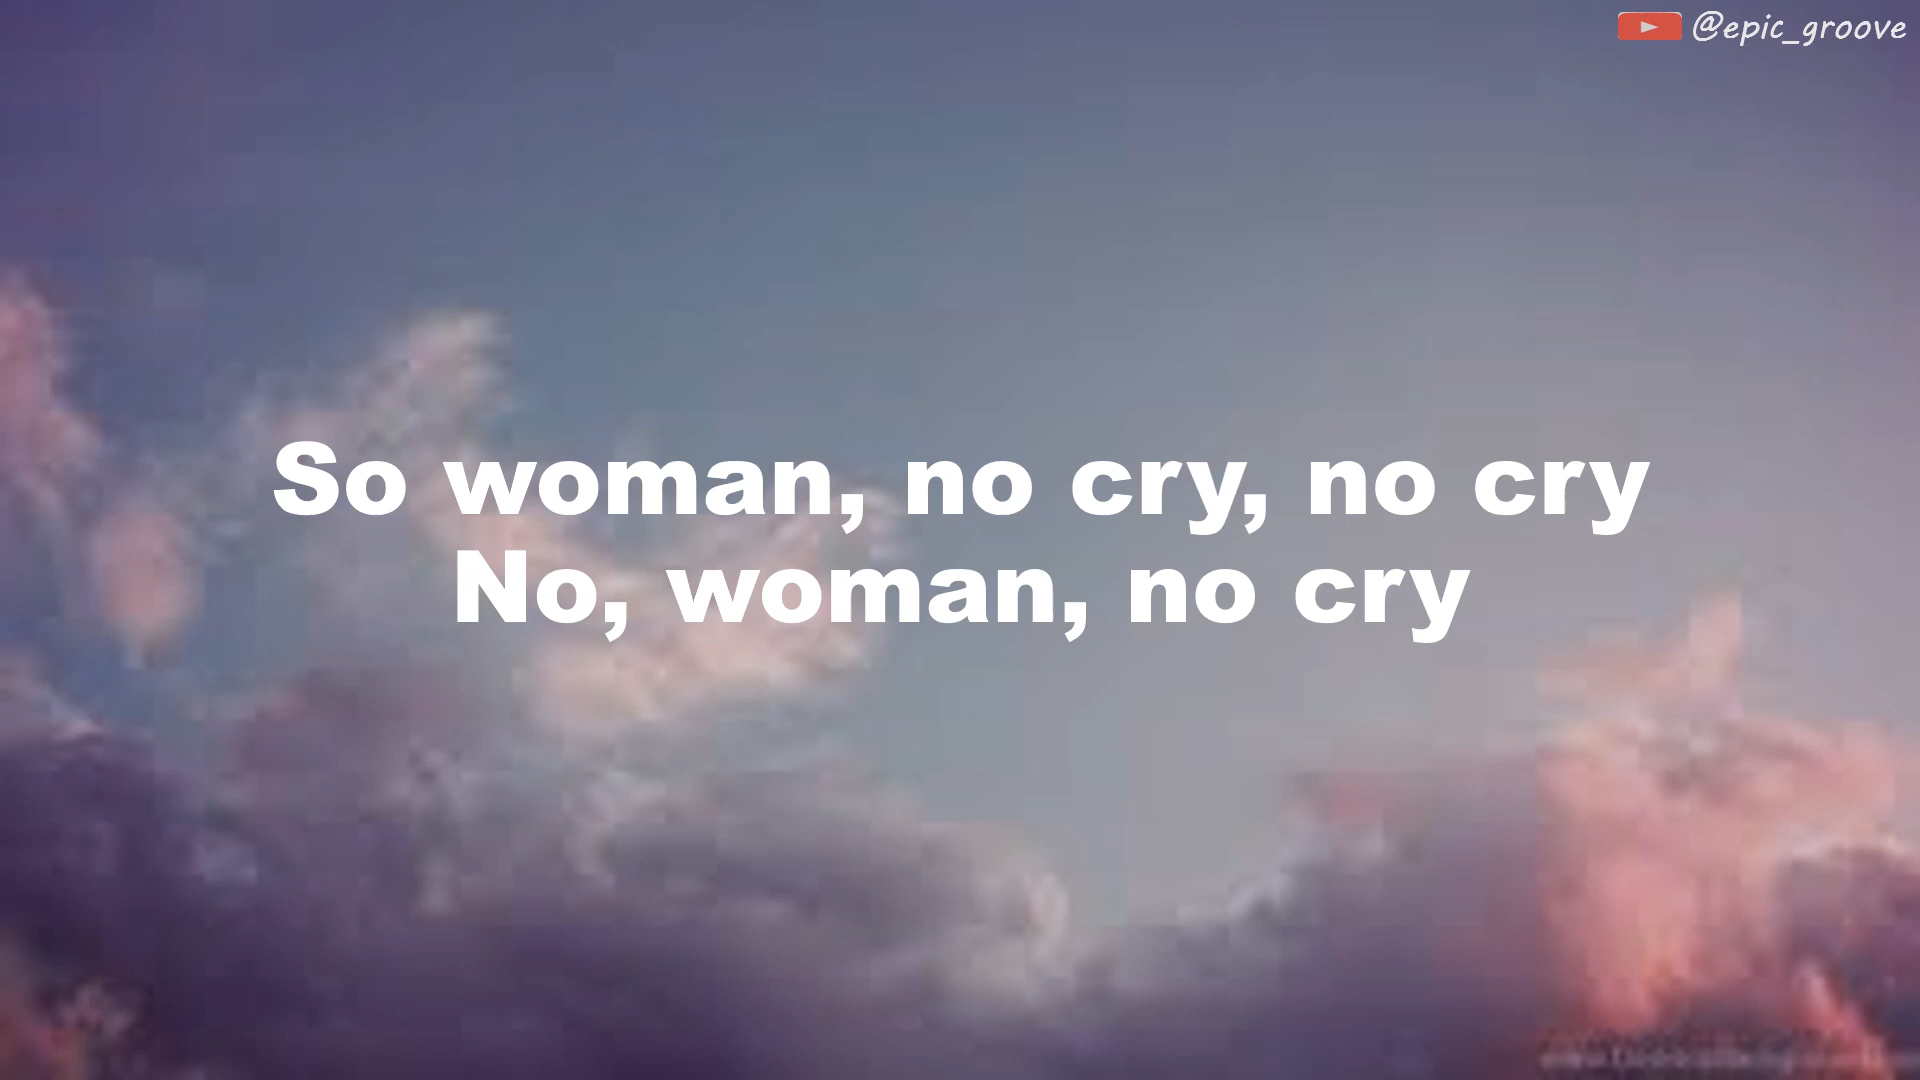 @epic_groove
So woman, no cry, no cry
No, woman, no cry